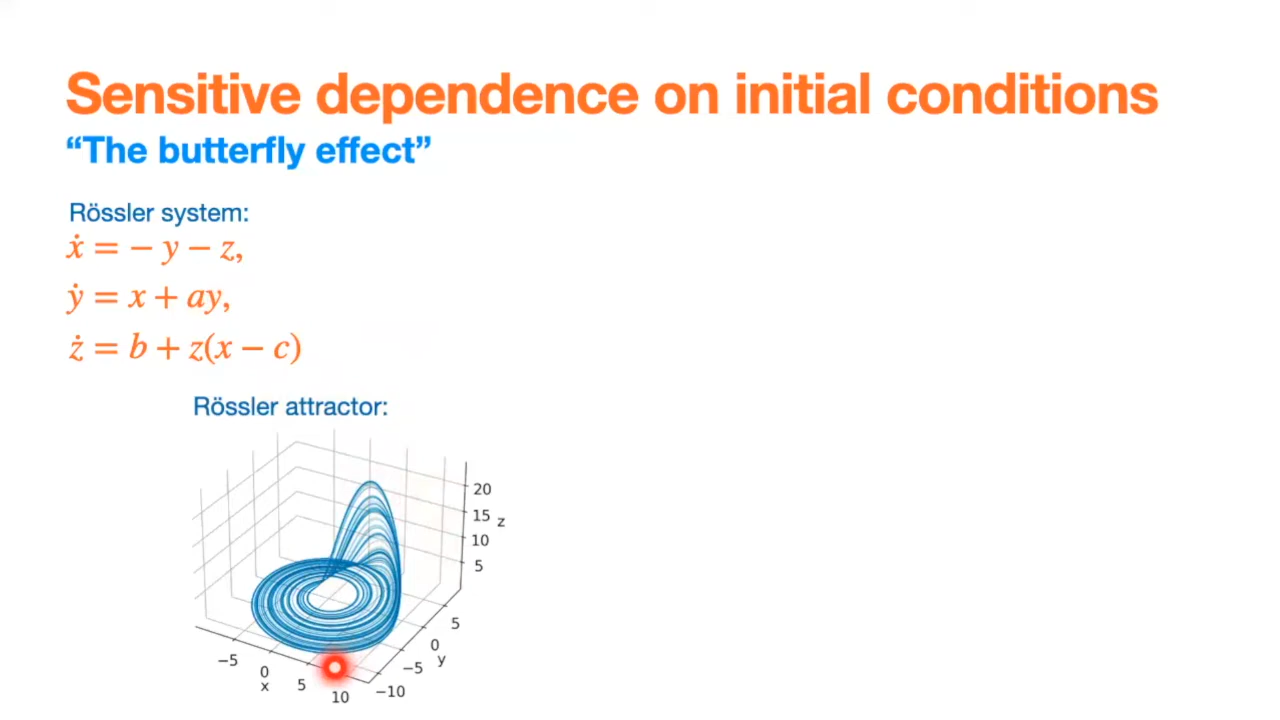 Sensitive dependence on initial conditions
“The butterfly effect”
Rössler system:
ẋ = − y − z,
ẏ = x + ay,
ż = b + z(x − c)
Rössler attractor:
20
15 z
10
5
5
0
−5 y
−10
−5
0
x
5
10